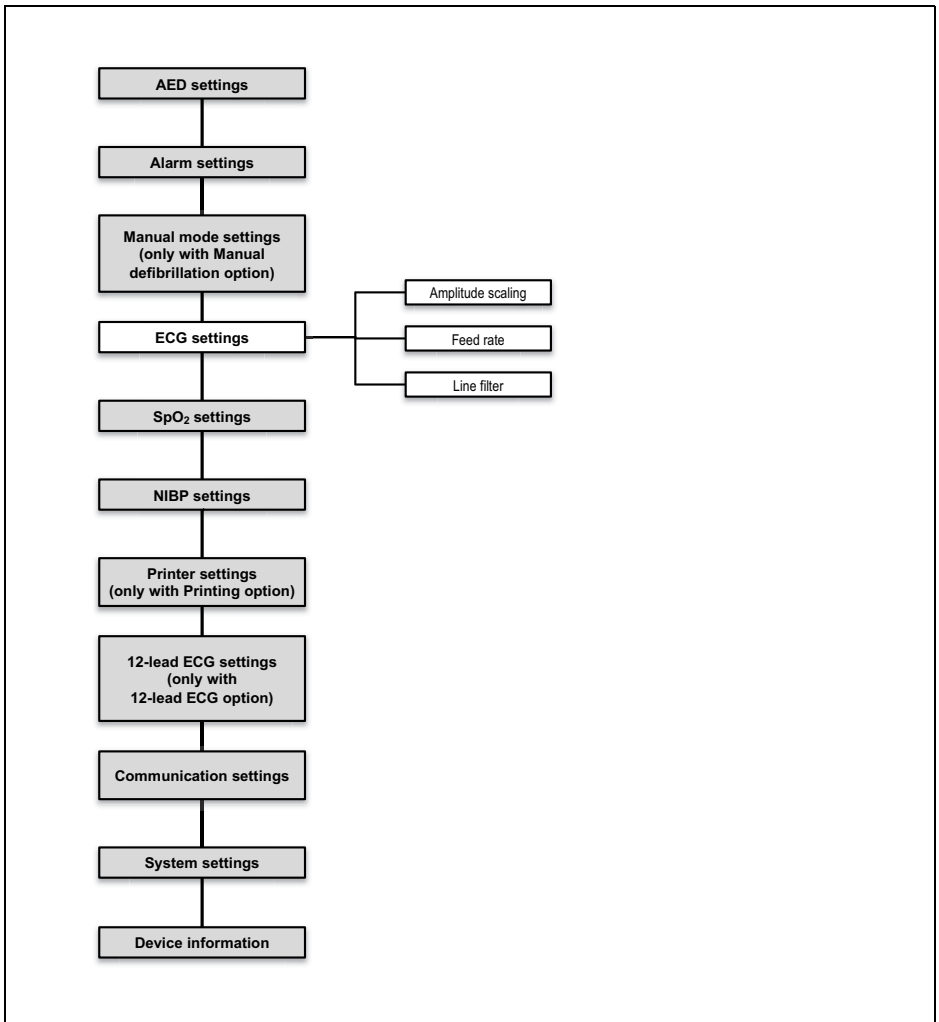 AED settings
Alarm settings
Manual mode settings
(only with Manual
defibrillation option)
ECG settings
Amplitude scaling
Feed rate
Line filter
SpO₂ settings
NIBP settings
Printer settings
(only with Printing option)
12-lead ECG settings
(only with
12-lead ECG option)
Communication settings
System settings
Device information